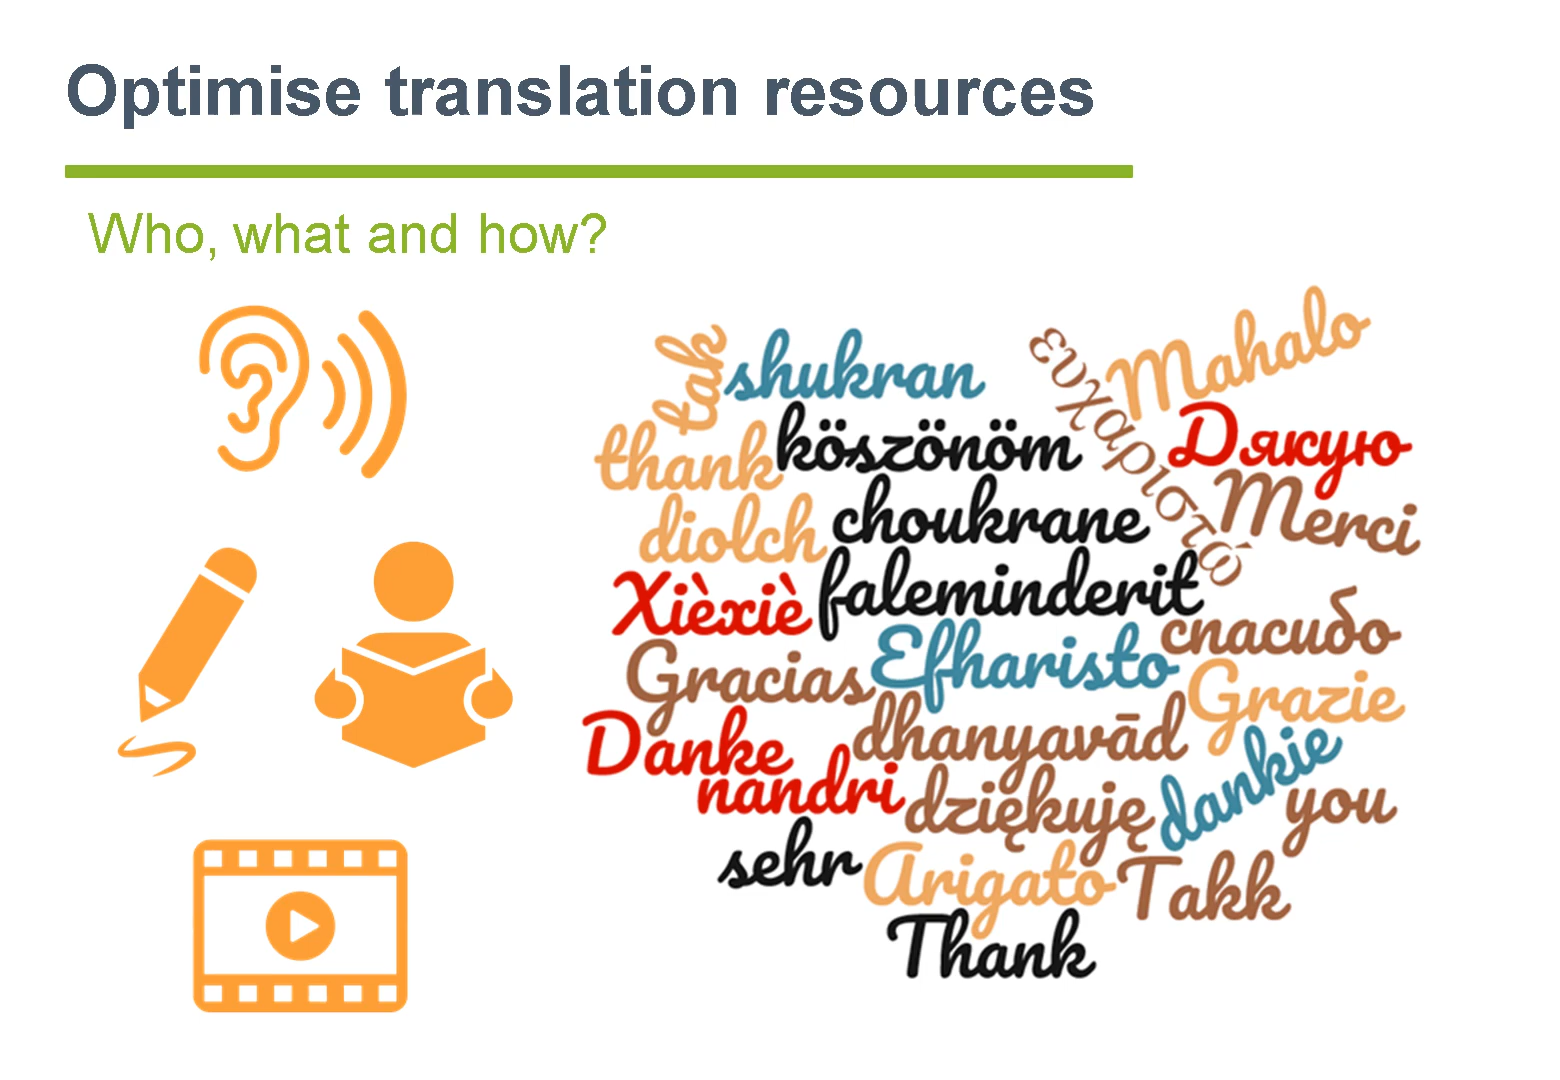 Optimise translation resources
Who, what and how?
tak
shukran
ευχαριστώ
Mahalo
thank
köszönöm
Дякую
diolch
choukrane
Merci
Xièxiè
faleminderit
спасибо
Gracias
Efharisto
Grazie
Danke
dhanyavād
dankie
nandri
dziękuję
you
sehr
Arigato
Takk
Thank